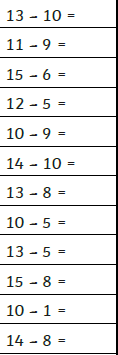 13 - 10 =
11 - 9 =
15 - 6 =
12 - 5 =
10 - 9 =
14 - 10 =
13 - 8 =
10 - 5 =
13 - 5 =
15 - 8 =
10 - 1 =
14 - 8 =